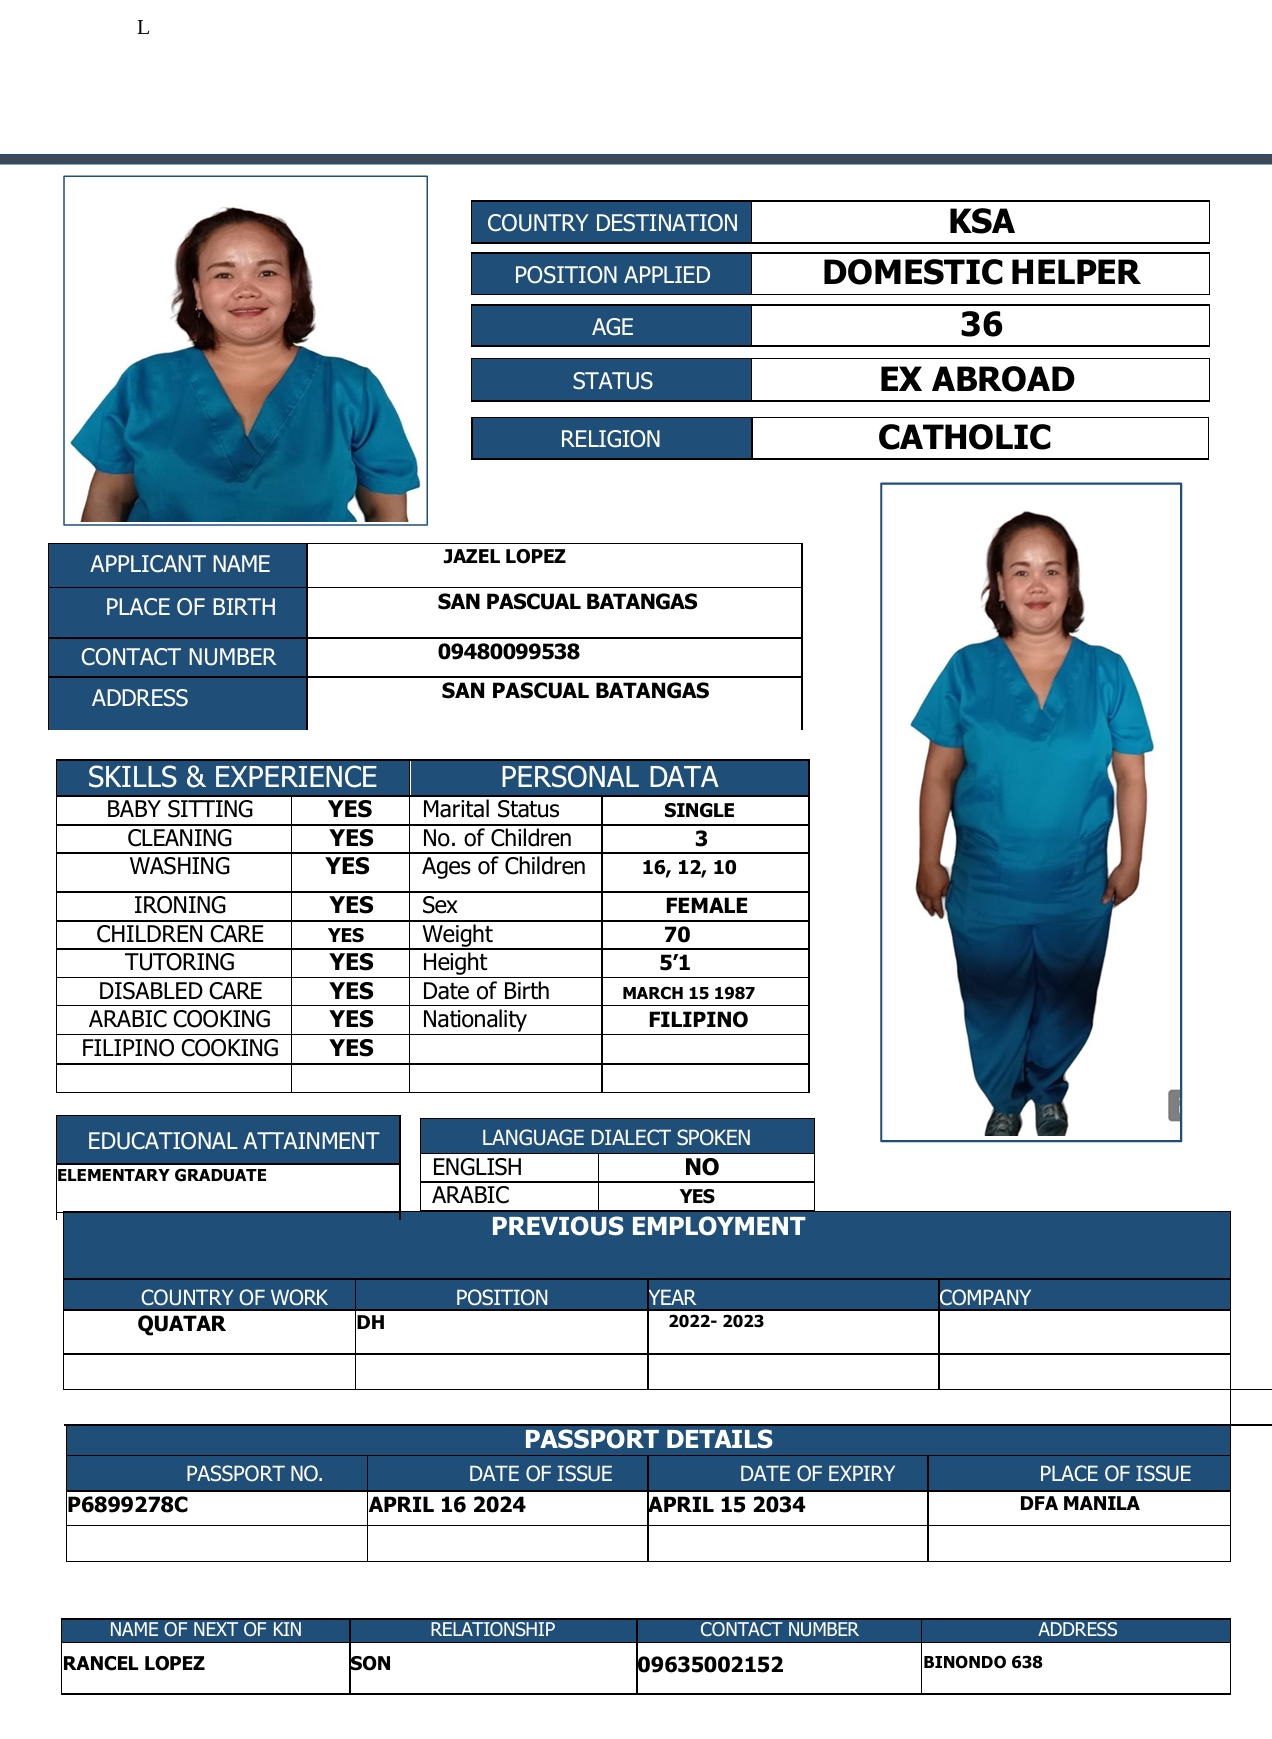 L
COUNTRY DESTINATION KSA
POSITION APPLIED DOMESTIC HELPER
AGE 36
STATUS EX ABROAD
RELIGION CATHOLIC
APPLICANT NAME JAZEL LOPEZ
PLACE OF BIRTH SAN PASCUAL BATANGAS
CONTACT NUMBER 09480099538
ADDRESS SAN PASCUAL BATANGAS
SKILLS & EXPERIENCE PERSONAL DATA
BABY SITTING YES Marital Status SINGLE
CLEANING YES No. of Children 3
WASHING YES Ages of Children 16, 12, 10
IRONING YES Sex FEMALE
CHILDREN CARE YES Weight 70
TUTORING YES Height 5’1
DISABLED CARE YES Date of Birth MARCH 15 1987
ARABIC COOKING YES Nationality FILIPINO
FILIPINO COOKING YES
EDUCATIONAL ATTAINMENT
ELEMENTARY GRADUATE
LANGUAGE DIALECT SPOKEN
ENGLISH NO
ARABIC YES
PREVIOUS EMPLOYMENT
COUNTRY OF WORK POSITION YEAR COMPANY
QUATAR DH 2022- 2023
PASSPORT DETAILS
PASSPORT NO. DATE OF ISSUE DATE OF EXPIRY PLACE OF ISSUE
P6899278C APRIL 16 2024 APRIL 15 2034 DFA MANILA
NAME OF NEXT OF KIN RELATIONSHIP CONTACT NUMBER ADDRESS
RANCEL LOPEZ SON 09635002152 BINONDO 638